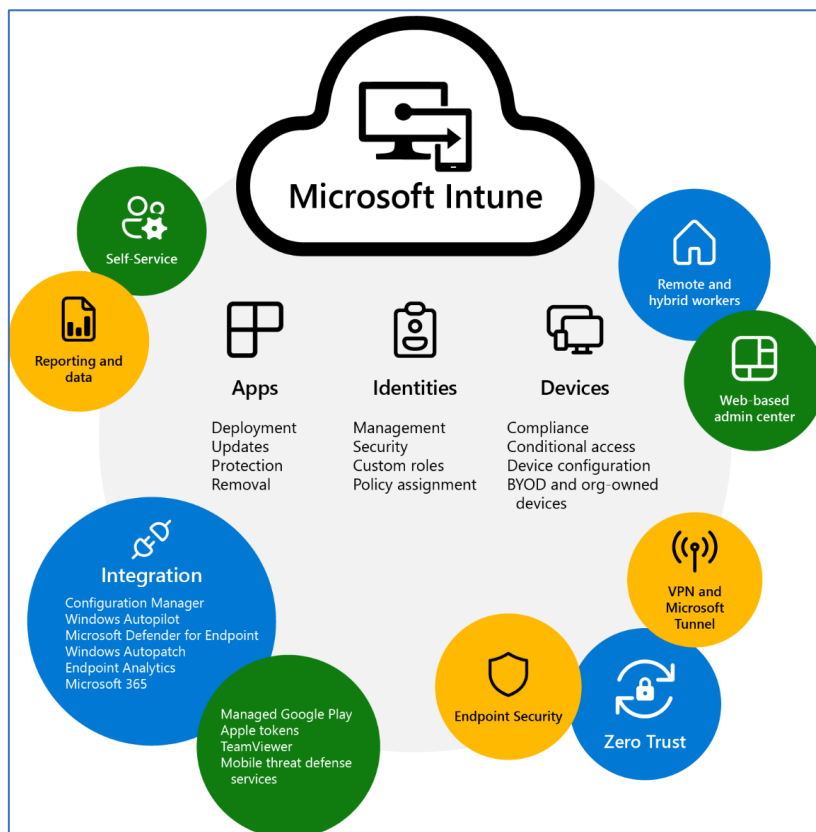 Microsoft Intune
Self-Service
Reporting and
data
Remote and
hybrid workers
Web-based
admin center
Apps
Deployment
Updates
Protection
Removal
Identities
Management
Security
Custom roles
Policy assignment
Devices
Compliance
Conditional access
Device configuration
BYOD and org-owned
devices
Integration
Configuration Manager
Windows Autopilot
Microsoft Defender for Endpoint
Windows Autopatch
Endpoint Analytics
Microsoft 365
Managed Google Play
Apple tokens
TeamViewer
Mobile threat defense
services
Endpoint Security
VPN and
Microsoft
Tunnel
Zero Trust